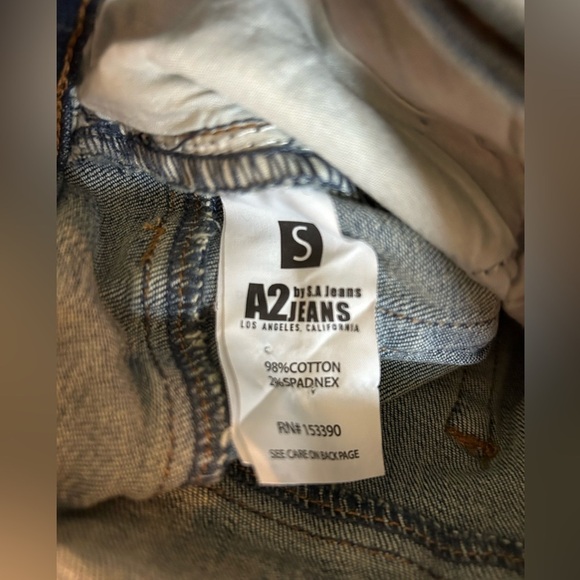 S
A2 by S.A Jeans
JEANS
LOS ANGELES, CALIFORNIA
98%COTTON
2%SPADNEX
RN# 153390
SEE CARE ON BACK PAGE